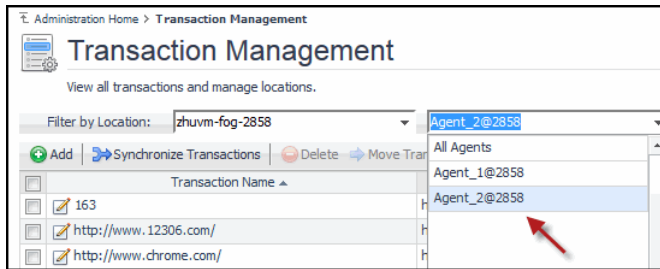 Administration Home > Transaction Management
Transaction Management
View all transactions and manage locations.
Filter by Location: zhuvm-fog-2858 Agent_2@2858
Add Synchronize Transactions Delete Move
All Agents
Transaction Name
Agent_1@2858
163
Agent_2@2858
http://www.12306.com/
http://www.chrome.com/